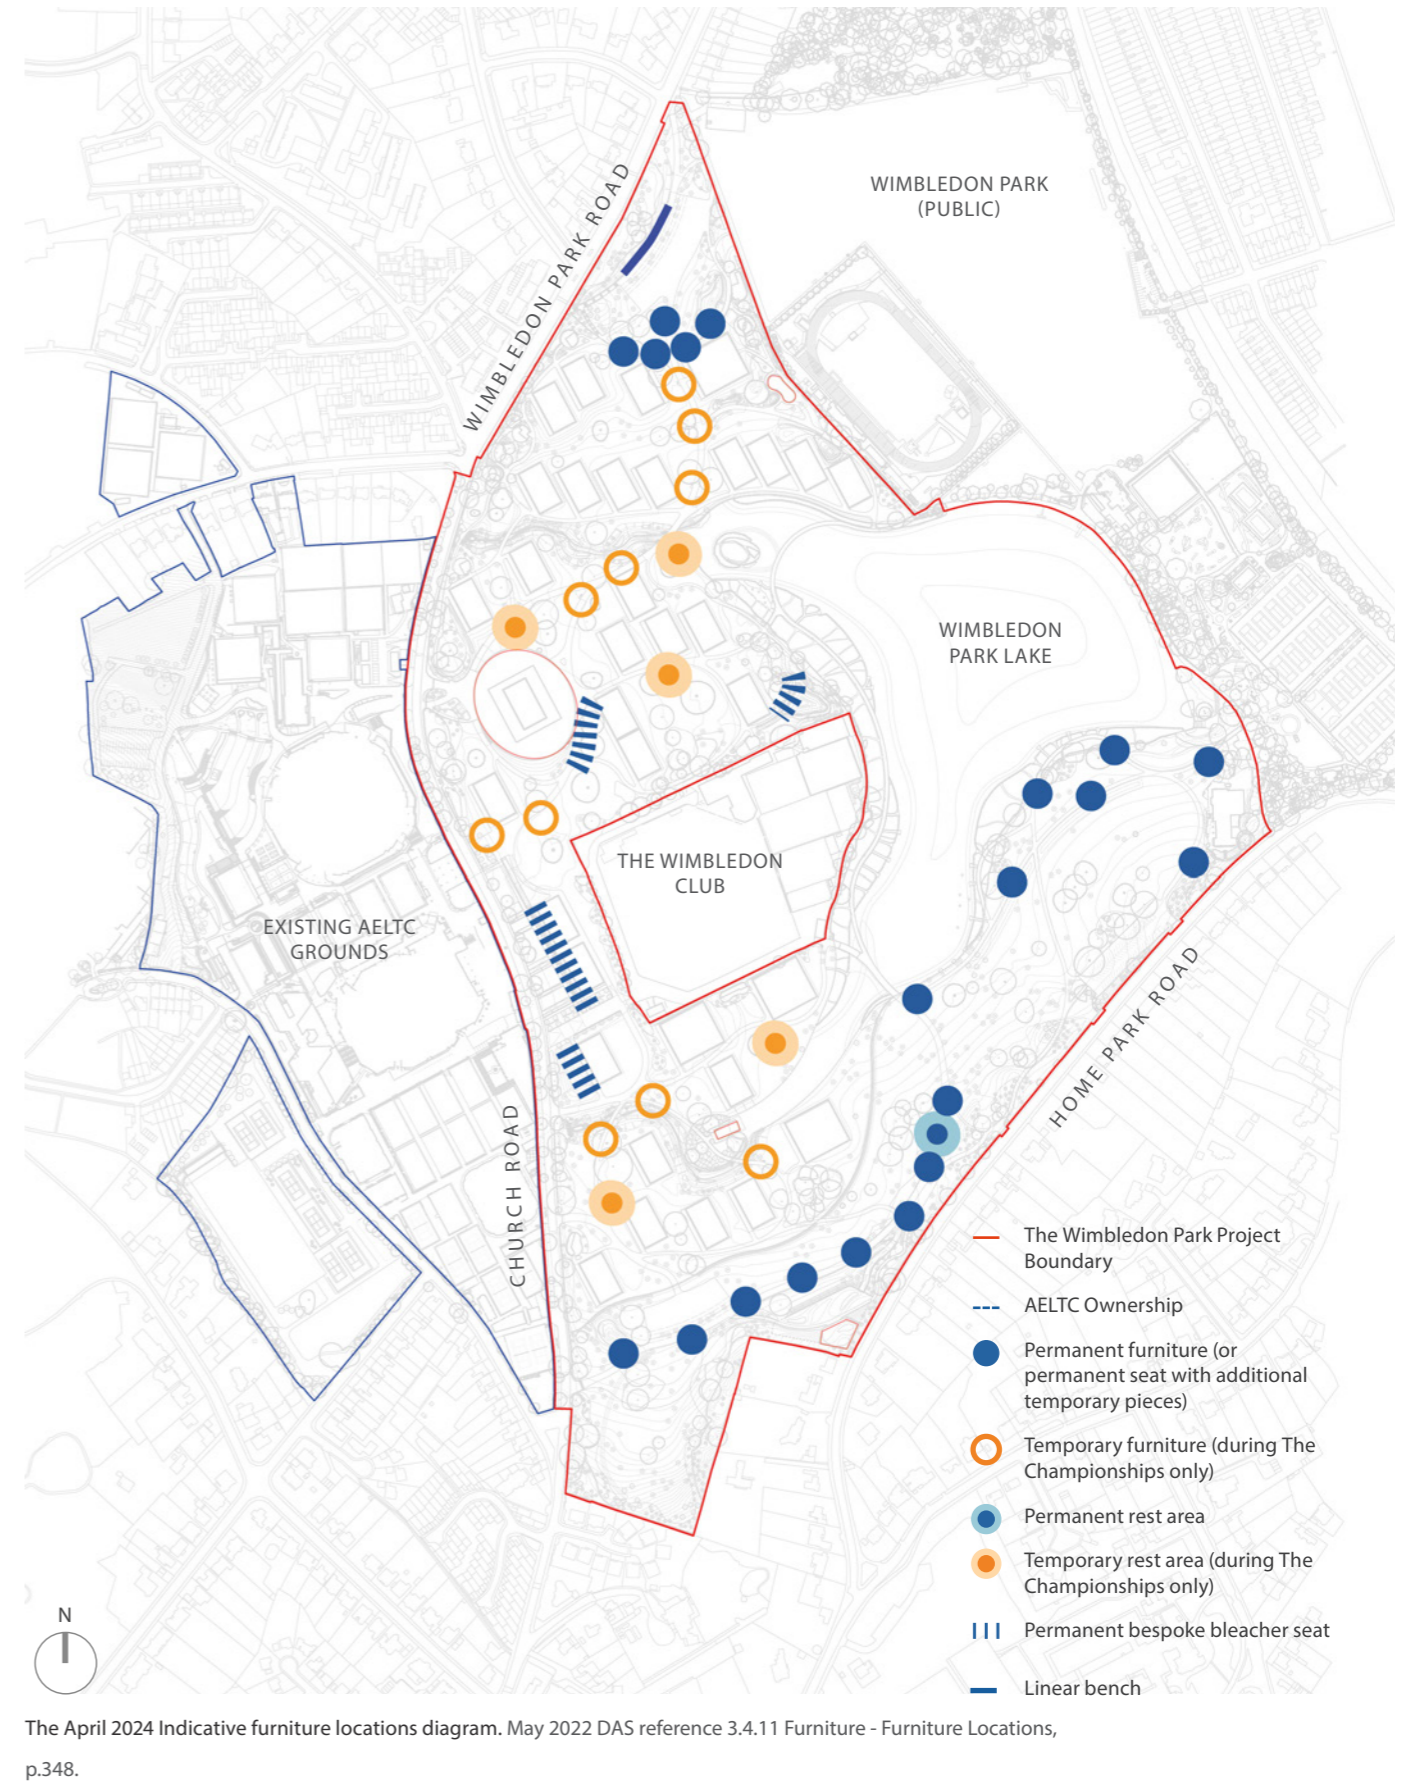 WIMBLEDON PARK
(PUBLIC)
WIMBLEDON PARK ROAD
WIMBLEDON
PARK LAKE
THE WIMBLEDON
CLUB
EXISTING AELTC
GROUNDS
HOME PARK ROAD
CHURCH ROAD
The Wimbledon Park Project
Boundary
AELTC Ownership
Permanent furniture (or
permanent seat with additional
temporary pieces)
Temporary furniture (during The
Championships only)
Permanent rest area
Temporary rest area (during The
Championships only)
Permanent bespoke bleacher seat
Linear bench
N
The April 2024 Indicative furniture locations diagram. May 2022 DAS reference 3.4.11 Furniture - Furniture Locations,
p.348.